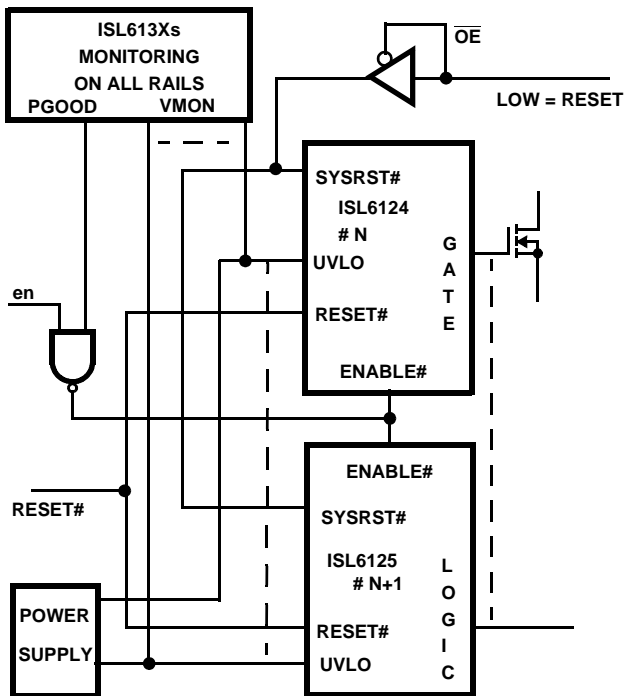 ISL613Xs
MONITORING
ON ALL RAILS
PGOOD VMON
OE
LOW = RESET
SYSRST#
ISL6124
# N
UVLO
RESET#
ENABLE#
G
A
T
E
en
RESET#
ENABLE#
SYSRST#
ISL6125
# N+1
RESET#
UVLO
L
O
G
I
C
POWER
SUPPLY